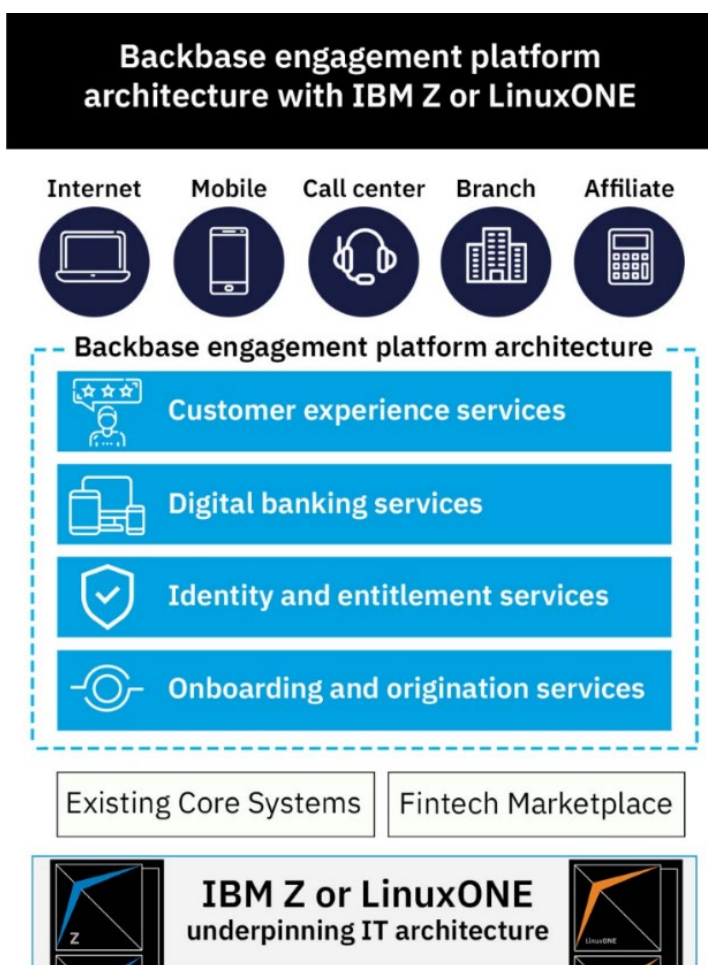 Backbase engagement platform
architecture with IBM Z or LinuxONE
Internet Mobile Call center Branch Affiliate
Backbase engagement platform architecture
Customer experience services
Digital banking services
Identity and entitlement services
Onboarding and origination services
Existing Core Systems Fintech Marketplace
IBM Z or LinuxONE
underpinning IT architecture
Z LinuxONE